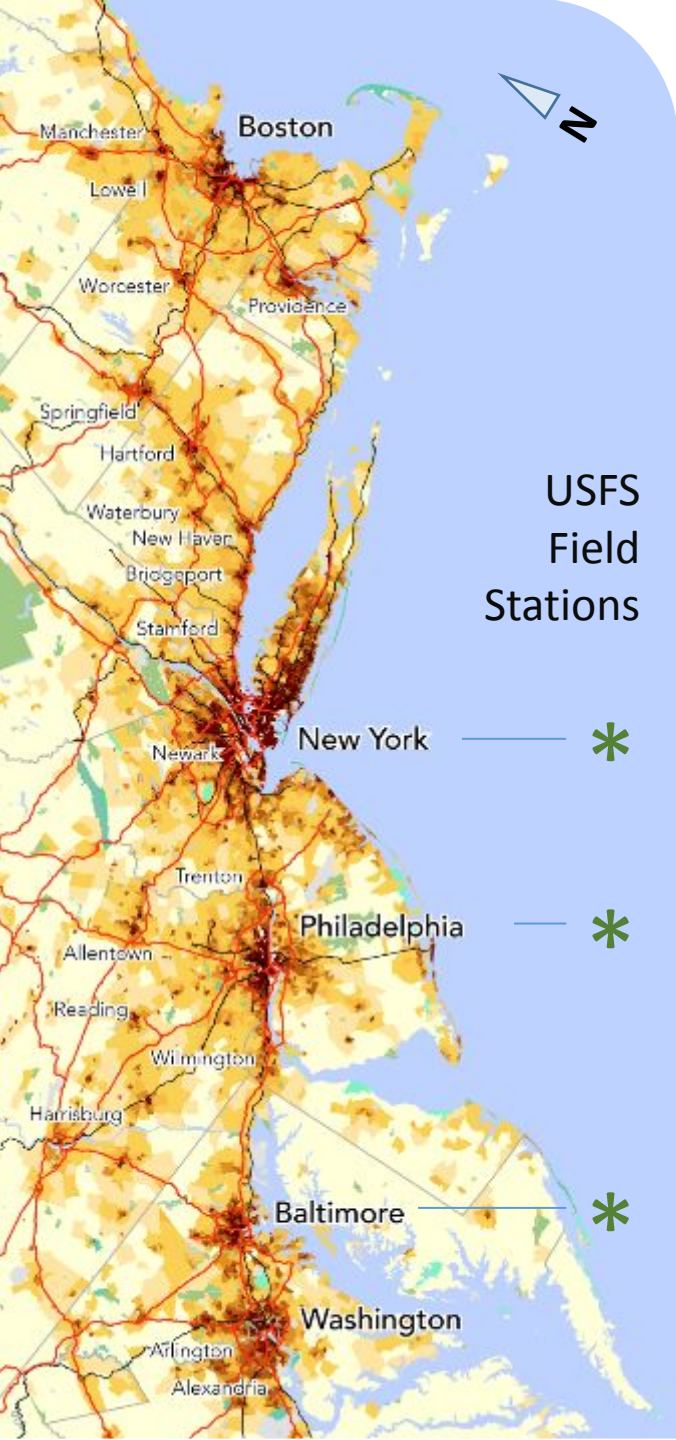 N
Boston
Manchester
Lowell
Worcester
Providence
Springfield
Hartford
USFS
Field
Stations
Waterbury
New Haven
Bridgeport
Stamford
New York *
Newark
Trenton
Philadelphia *
Allentown
Reading
Wilmington
Harrisburg
Baltimore *
Washington
Arlington
Alexandria